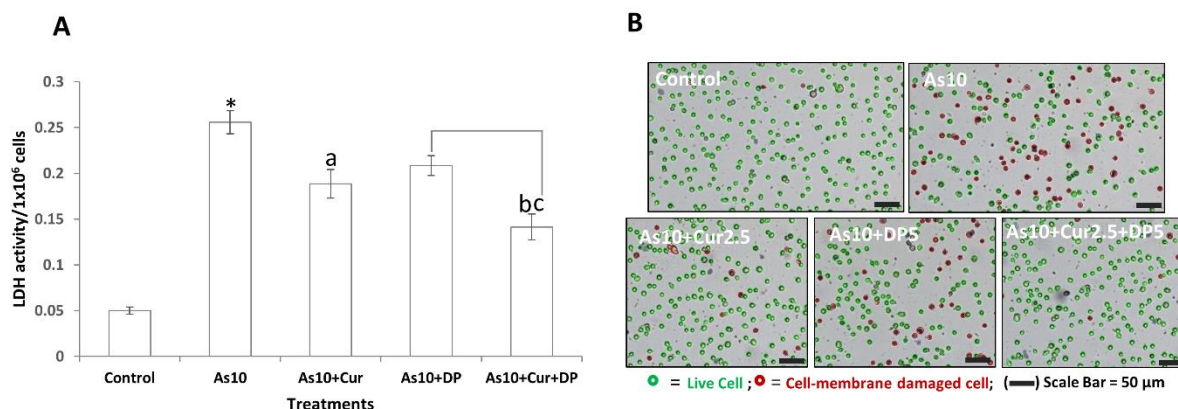 A
LDH activity/1x10⁶ cells
0.3
0.25
0.2
0.15
0.1
0.05
0
*
a
bc
Control As10 As10+Cur As10+DP As10+Cur+DP
Treatments
B
Control As10
As10+Cur2.5 As10+DP5 As10+Cur2.5+DP5
= Live Cell ; = Cell-membrane damaged cell; ( ) Scale Bar = 50 µm